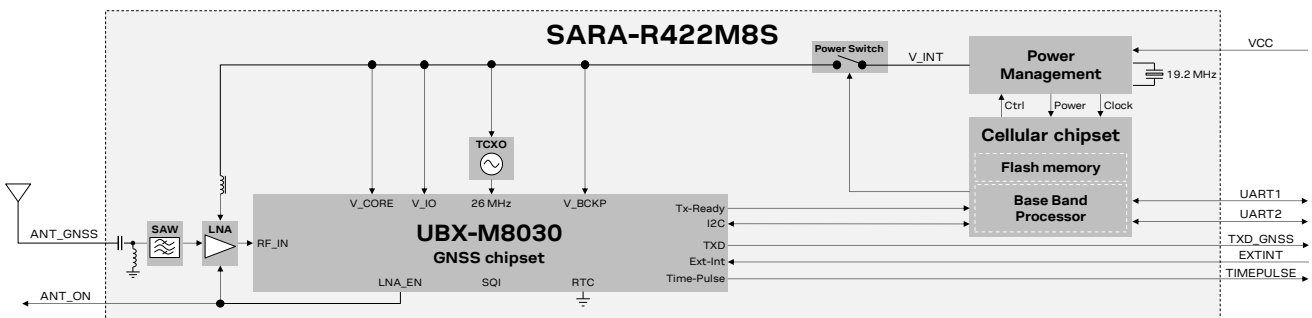 SARA-R422M8S
Power Switch
V_INT
Power
Management
VCC
19.2 MHz
Ctrl
Power
Clock
Cellular chipset
Flash memory
Base Band
Processor
UART1
UART2
TCXO
V_CORE
V_IO
26 MHz
V_BCKP
ANT_GNSS
SAW
LNA
RF_IN
UBX-M8030
GNSS chipset
Tx-Ready
I2C
TXD
Ext-Int
Time-Pulse
TXD_GNSS
EXTINT
TIMEPULSE
LNA_EN
SQI
RTC
ANT_ON